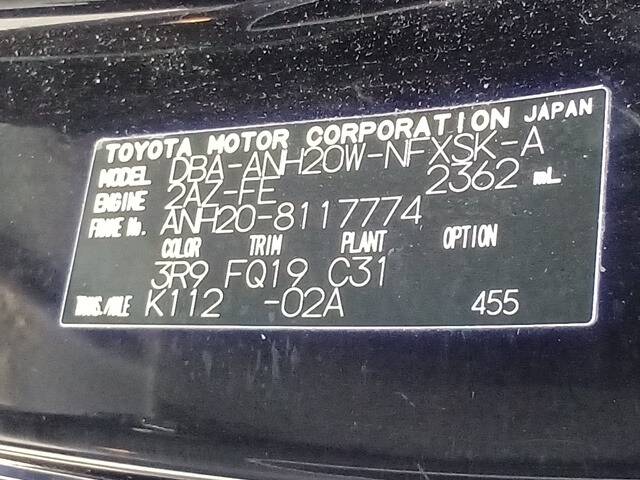 TOYOTA MOTOR CORPORATION JAPAN
MODEL DBA-ANH20W-NFXSK-A
ENGINE 2AZ-FE 2362 mL
FRAME No. ANH20-8117774
COLOR TRIM PLANT OPTION
3R9 FQ19 C31
TRANS./AXLE K112 -02A 455